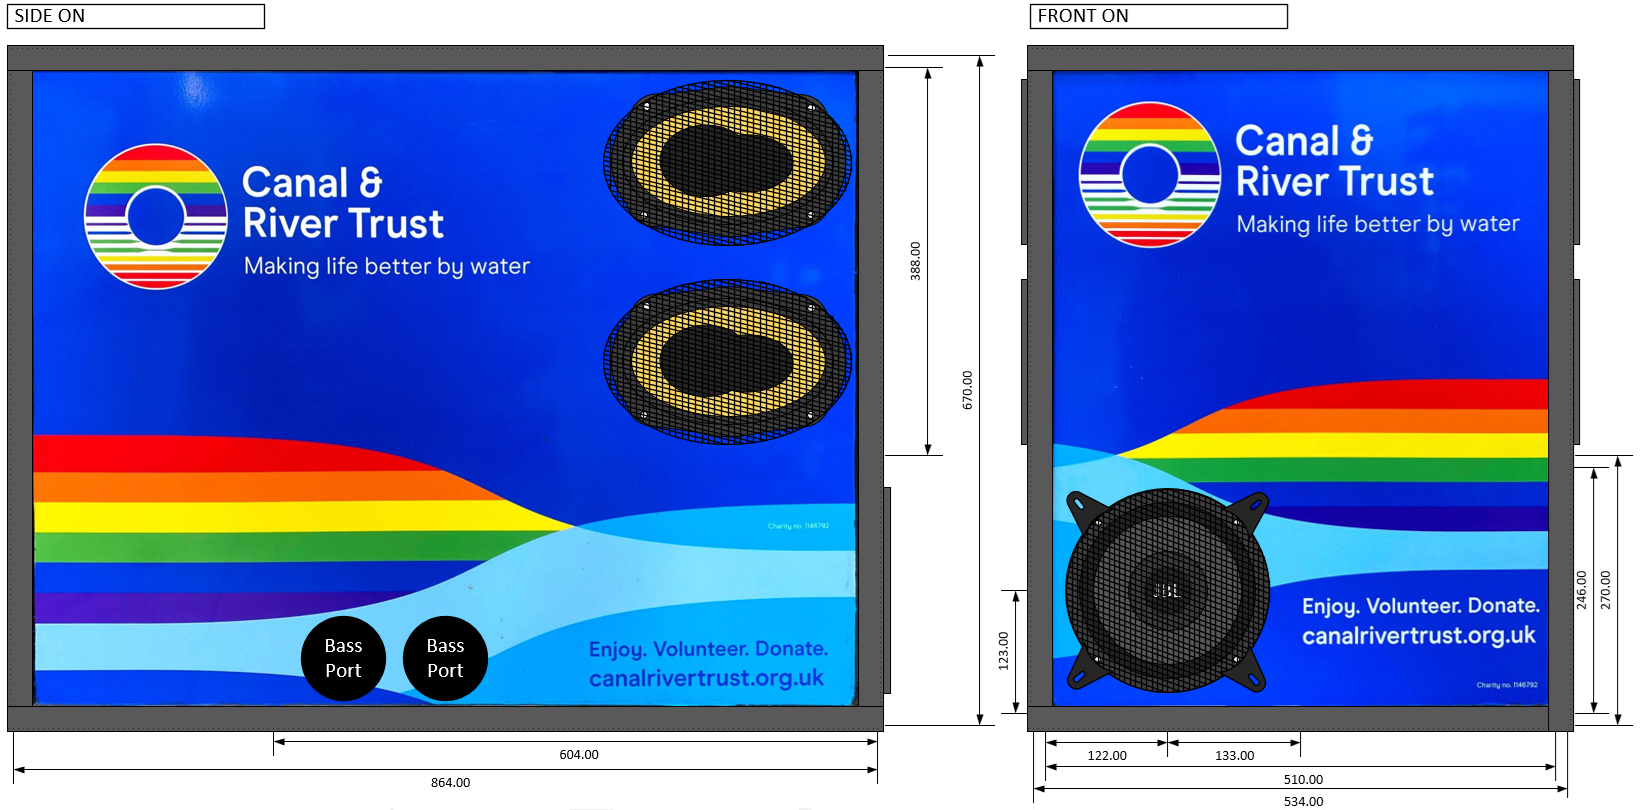 SIDE ON
Canal &
River Trust
Making life better by water
Charity no. 1146792
Enjoy. Volunteer. Donate.
canalrivertrust.org.uk
Bass
Port
Bass
Port
388.00
670.00
604.00
864.00
FRONT ON
Canal &
River Trust
Making life better by water
JBL
Enjoy. Volunteer. Donate.
canalrivertrust.org.uk
Charity no. 1146792
123.00
246.00
270.00
122.00
133.00
510.00
534.00